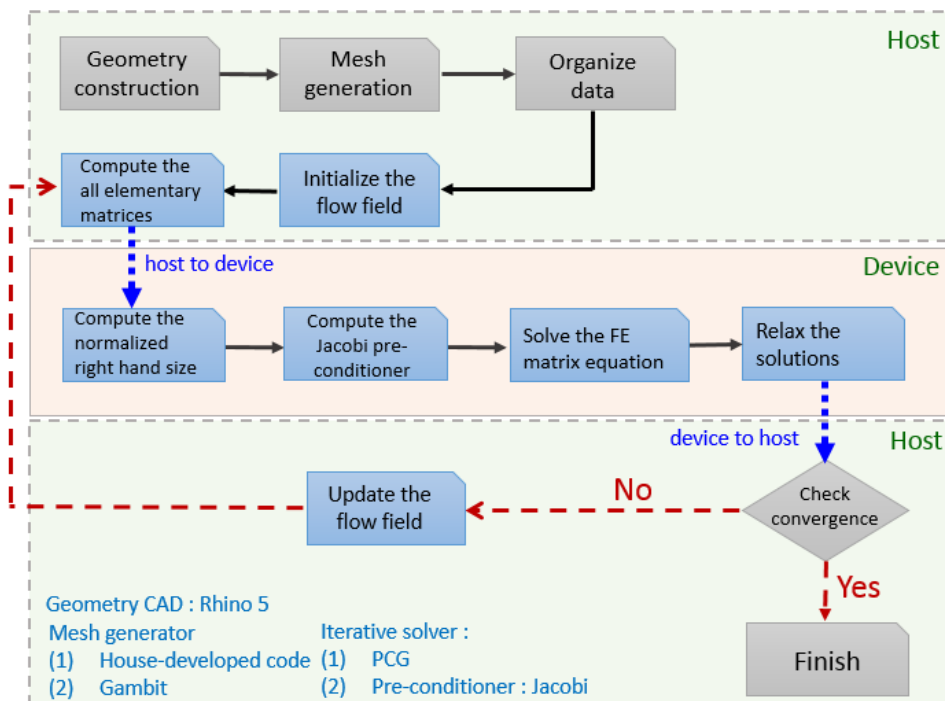 Host
Geometry
construction
Mesh
generation
Organize
data
Compute the
all elementary
matrices
Initialize the
flow field
host to device
Device
Compute the
normalized
right hand size
Compute the
Jacobi pre-
conditioner
Solve the FE
matrix equation
Relax the
solutions
device to host
Host
Update the
flow field
No
Check
convergence
Yes
Finish
Geometry CAD : Rhino 5
Mesh generator
(1) House-developed code
(2) Gambit
Iterative solver :
(1) PCG
(2) Pre-conditioner : Jacobi